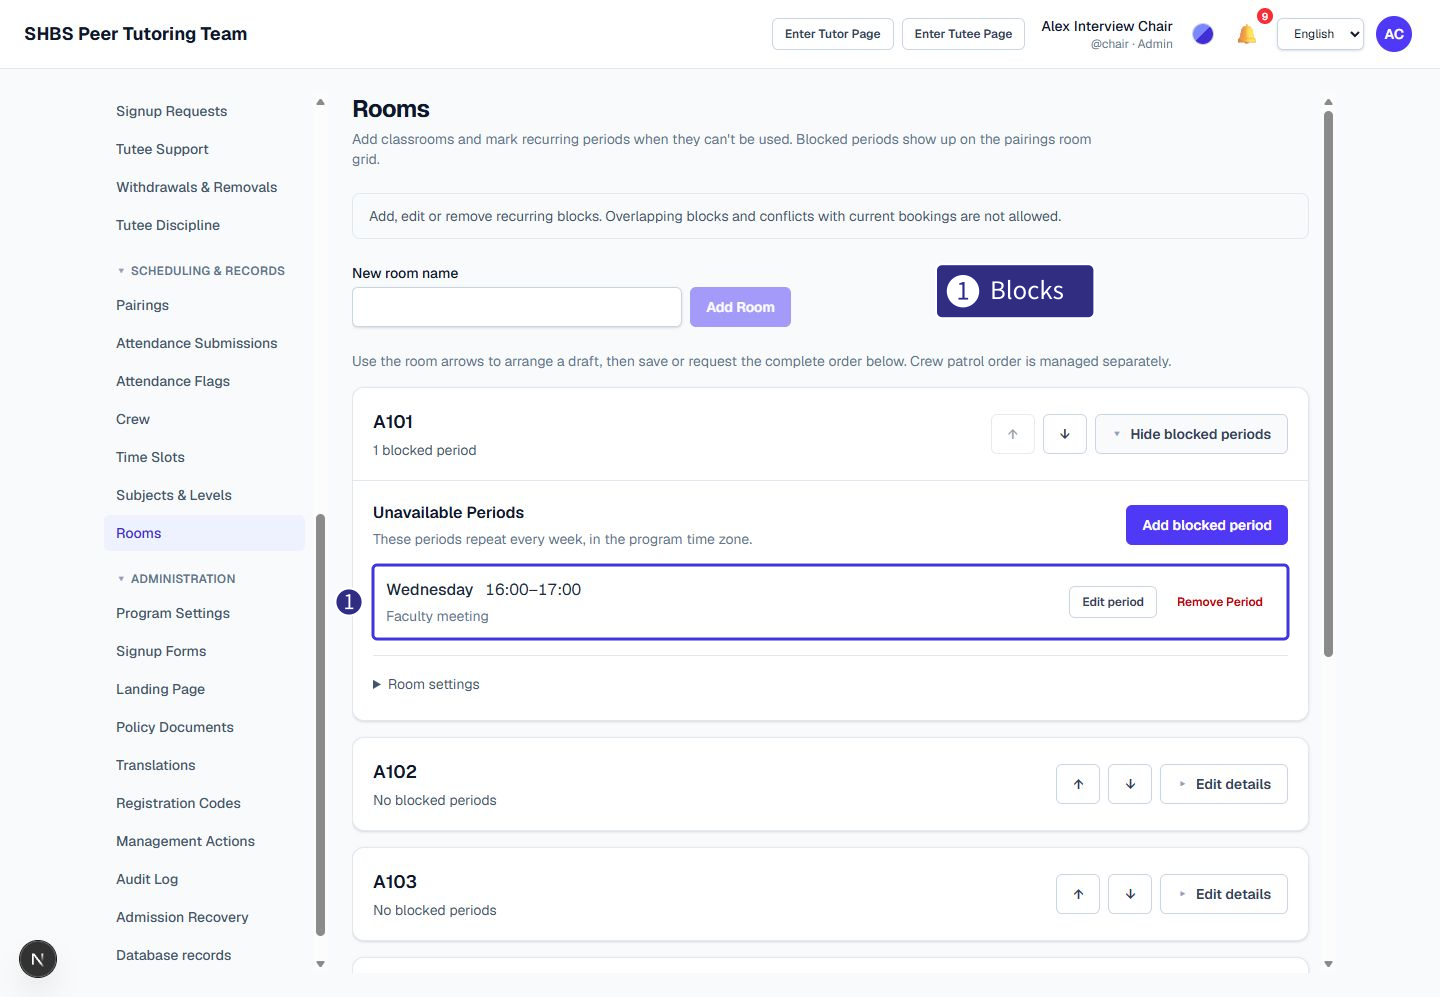 SHBS Peer Tutoring Team
Enter Tutor Page
Enter Tutee Page
Alex Interview Chair
@chair · Admin
9
English
AC
Signup Requests
Tutee Support
Withdrawals & Removals
Tutee Discipline
SCHEDULING & RECORDS
Pairings
Attendance Submissions
Attendance Flags
Crew
Time Slots
Subjects & Levels
Rooms
ADMINISTRATION
Program Settings
Signup Forms
Landing Page
Policy Documents
Translations
Registration Codes
Management Actions
Audit Log
Admission Recovery
Database records
N
Rooms
Add classrooms and mark recurring periods when they can't be used. Blocked periods show up on the pairings room
grid.
Add, edit or remove recurring blocks. Overlapping blocks and conflicts with current bookings are not allowed.
New room name
Add Room
1 Blocks
Use the room arrows to arrange a draft, then save or request the complete order below. Crew patrol order is managed separately.
A101
1 blocked period
↑
↓
Hide blocked periods
Unavailable Periods
These periods repeat every week, in the program time zone.
Add blocked period
1
Wednesday 16:00–17:00
Faculty meeting
Edit period
Remove Period
Room settings
A102
No blocked periods
↑
↓
Edit details
A103
No blocked periods
↑
↓
Edit details